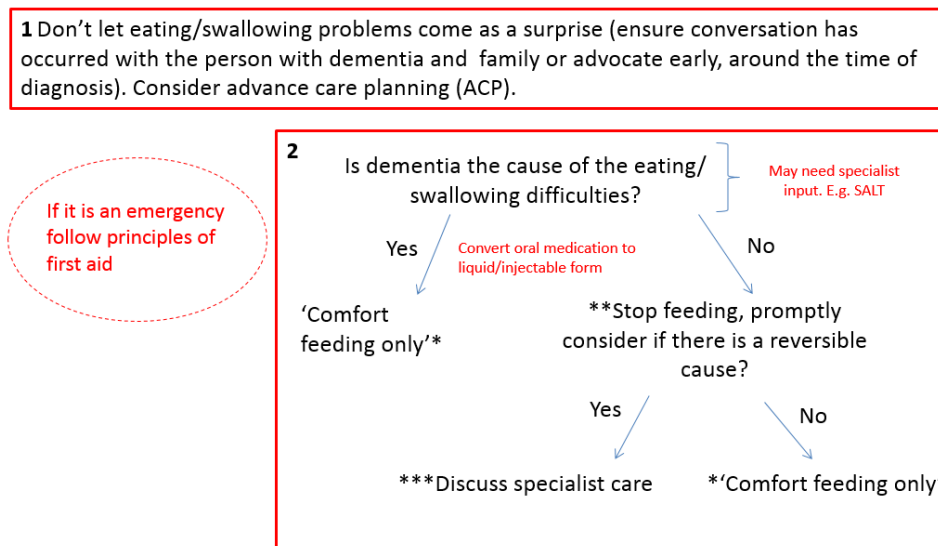 1 Don't let eating/swallowing problems come as a surprise (ensure conversation has
occurred with the person with dementia and family or advocate early, around the time of
diagnosis). Consider advance care planning (ACP).
If it is an emergency
follow principles of
first aid
2
Is dementia the cause of the eating/
swallowing difficulties?
May need specialist
input. E.g. SALT
Yes
Convert oral medication to
liquid/injectable form
No
‘Comfort
feeding only’*
**Stop feeding, promptly
consider if there is a reversible
cause?
Yes
No
***Discuss specialist care
*‘Comfort feeding only’